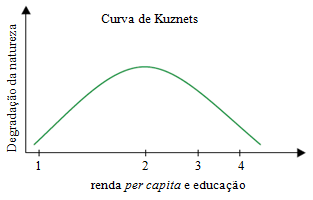 Curva de Kuznets
Degradação da natureza
1 2 3 4
renda per capita e educação